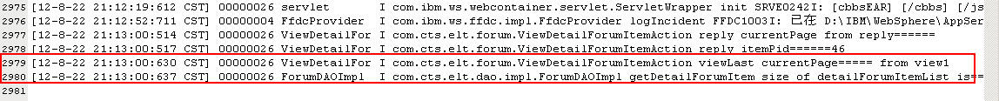 2975 [12-8-22 21:12:19:612 CST] 00000026 servlet I com.ibm.ws.webcontainer.servlet.ServletWrapper init SRVE0242I: [cbbsEAR] [/cbbs] [/js
2976 [12-8-22 21:12:52:711 CST] 00000004 FfdcProvider I com.ibm.ws.ffdc.impl.FfdcProvider logIncident FFDC1003I: 已在 D:\IBM\WebSphere\AppSer
2977 [12-8-22 21:13:00:514 CST] 00000026 ViewDetailFor I com.cts.elt.forum.ViewDetailForumItemAction reply currentPage from reply======
2978 [12-8-22 21:13:00:517 CST] 00000026 ViewDetailFor I com.cts.elt.forum.ViewDetailForumItemAction reply itemPid======46
2979 [12-8-22 21:13:00:630 CST] 00000026 ViewDetailFor I com.cts.elt.forum.ViewDetailForumItemAction viewLast currentPage===== from view1
2980 [12-8-22 21:13:00:637 CST] 00000026 ForumDAOImpl I com.cts.elt.dao.impl.ForumDAOImpl getDetailForumItem size of detailForumItemList is==
2981